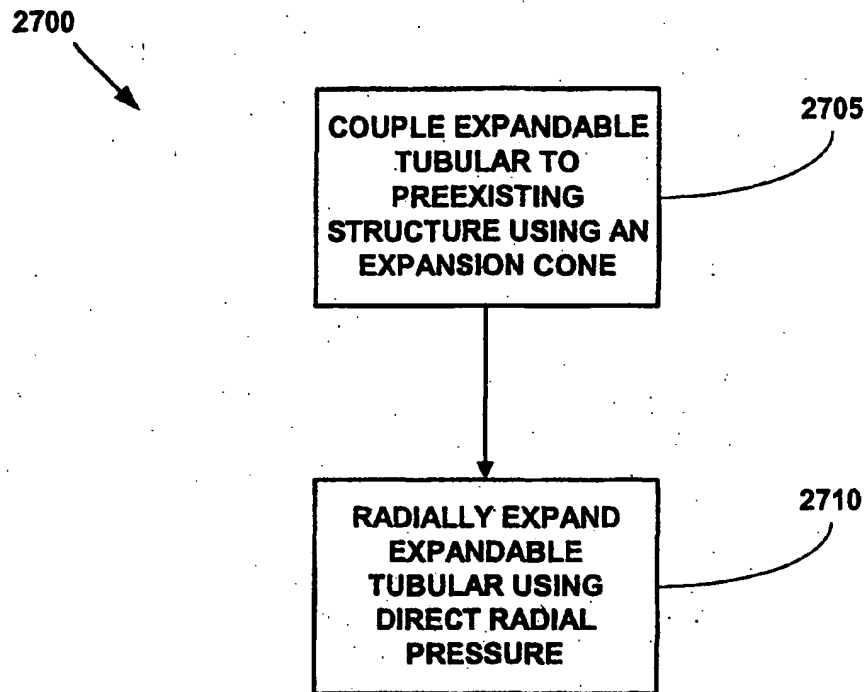 2700
COUPLE EXPANDABLE
TUBULAR TO
PREEXISTING
STRUCTURE USING AN
EXPANSION CONE
2705
RADIALLY EXPAND
EXPANDABLE
TUBULAR USING
DIRECT RADIAL
PRESSURE
2710